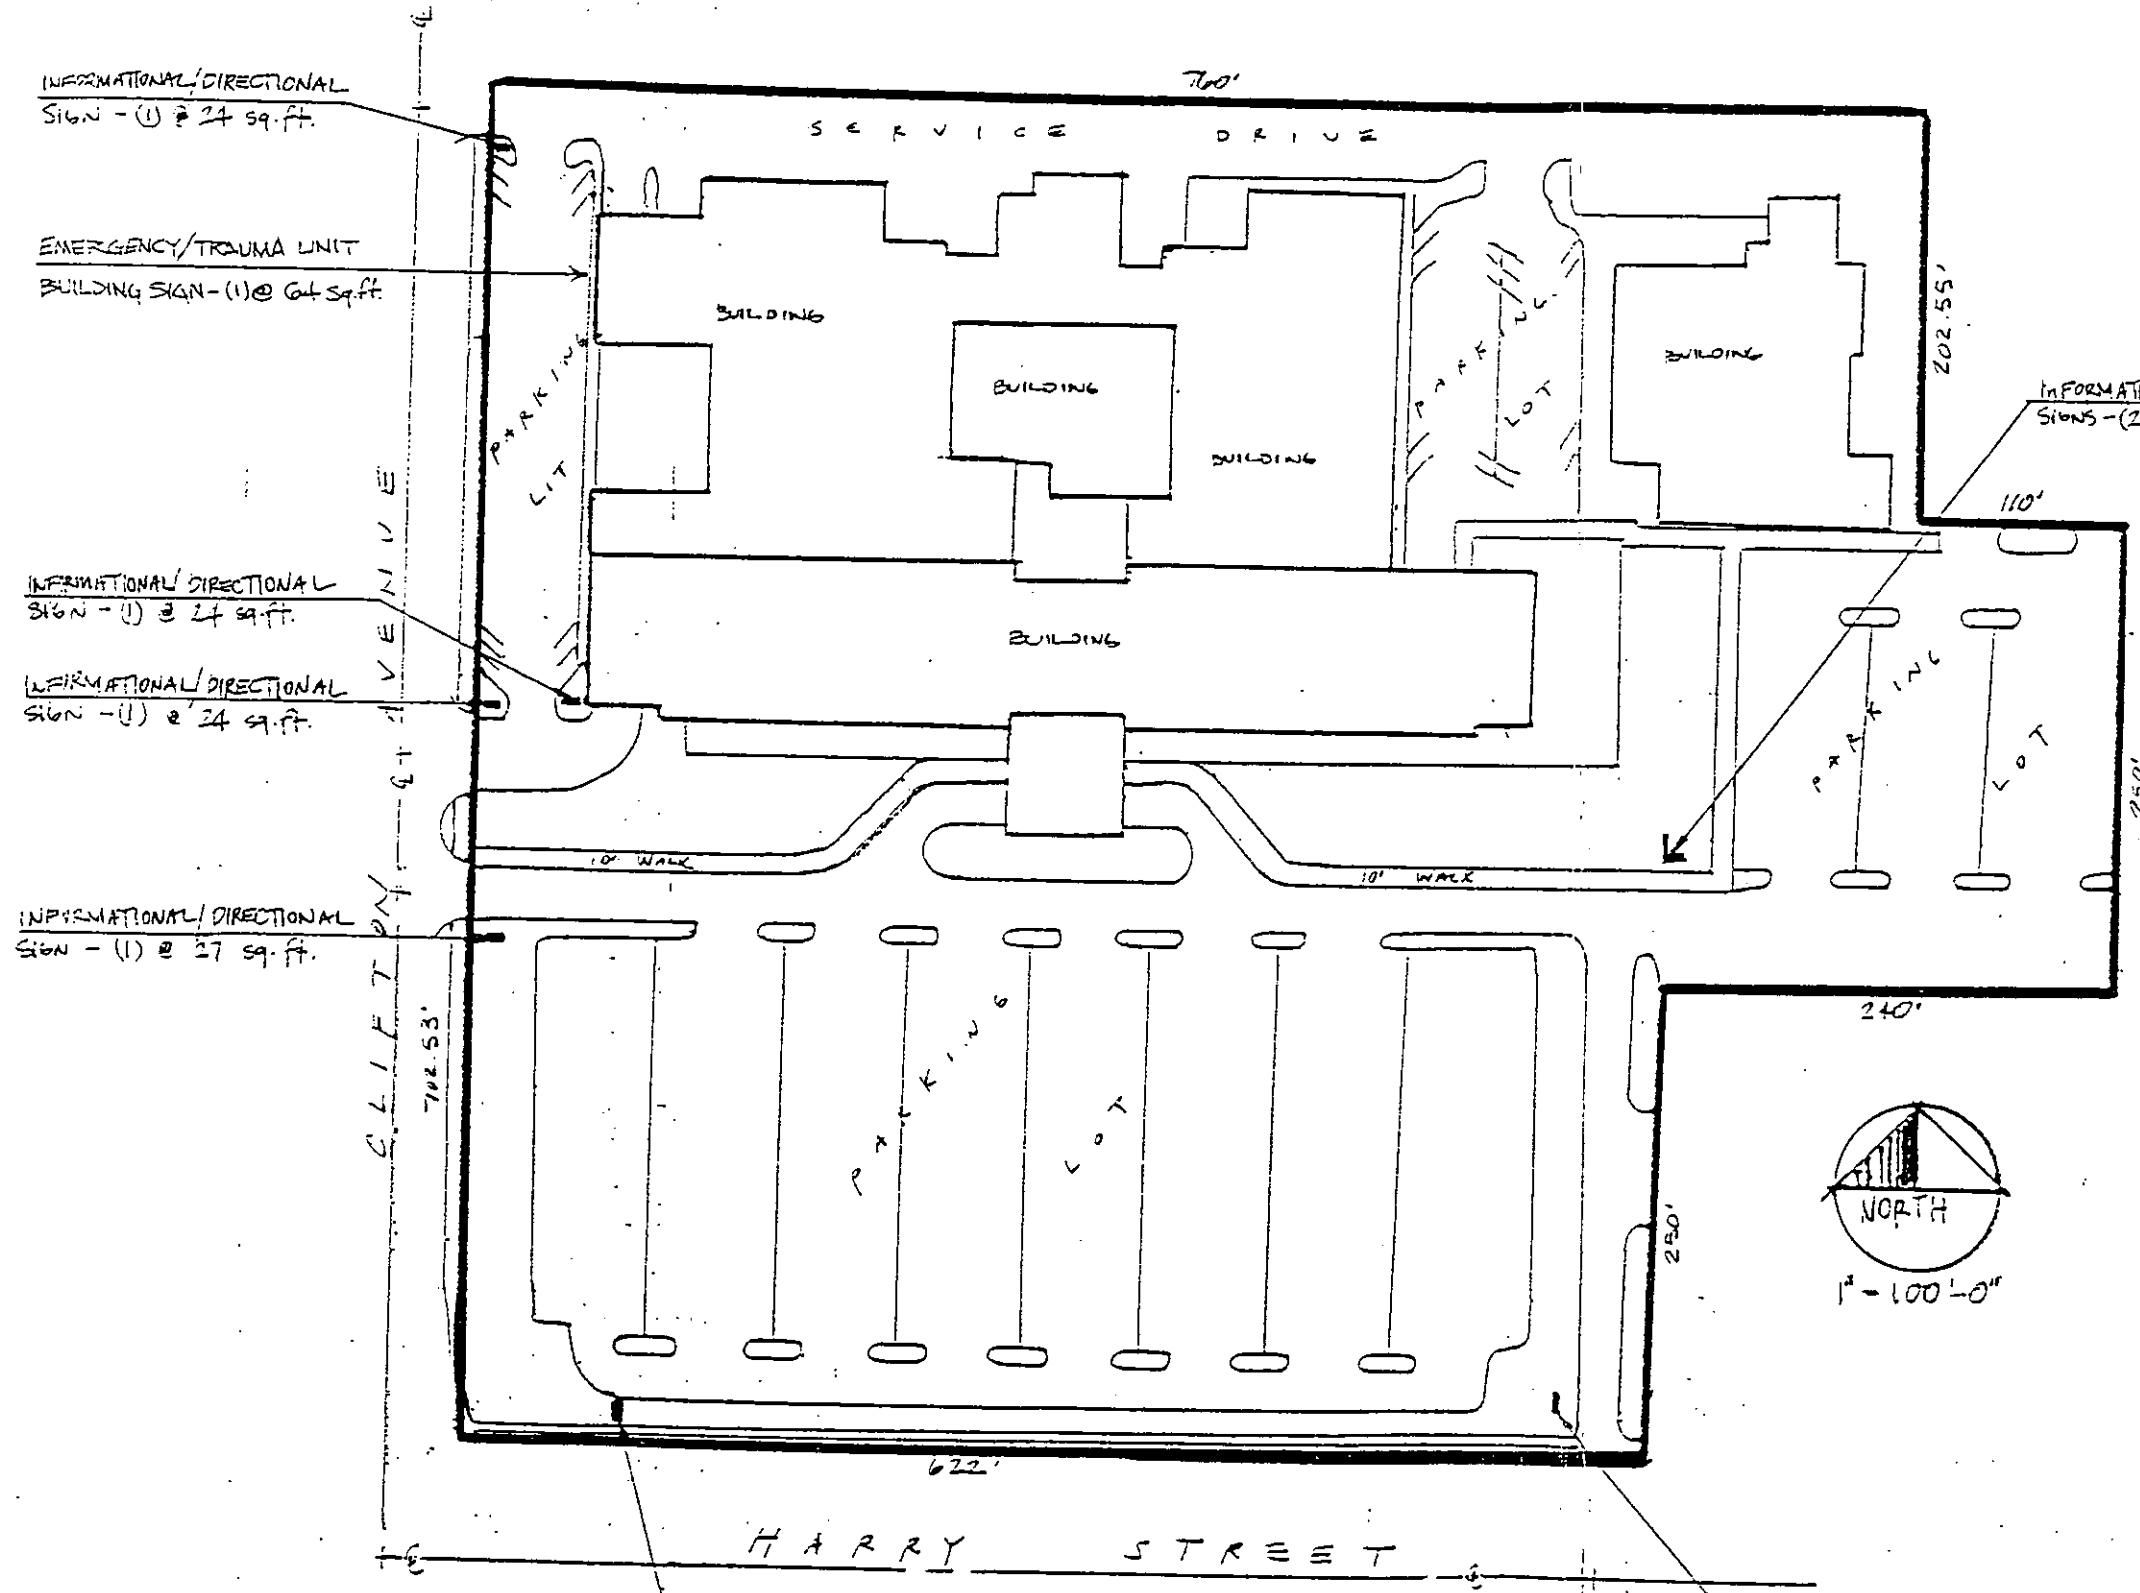 INFORMATIONAL/DIRECTIONAL
SIGN - (1) @ 24 sq.ft.
760'
SERVICE DRIVE
EMERGENCY/TRAUMA UNIT
BUILDING SIGN - (1) @ 64 sq.ft.
BUILDING
BUILDING
BUILDING
BUILDING
PARKING LOT
PARKING LOT
202.55'
INFORMAT
SIGNS - (2
110'
INFORMATIONAL/DIRECTIONAL
SIGN - (1) @ 24 sq.ft.
BUILDING
INFORMATIONAL/DIRECTIONAL
SIGN - (1) @ 24 sq.ft.
PARKING LOT
10' WALK
10' WALK
INFORMATIONAL/DIRECTIONAL
SIGN - (1) @ 27 sq.ft.
CLIFTON AVENUE
702.53'
PARKING LOT
240'
250'
NORTH
1" - 100'-0"
622'
HARRY STREET